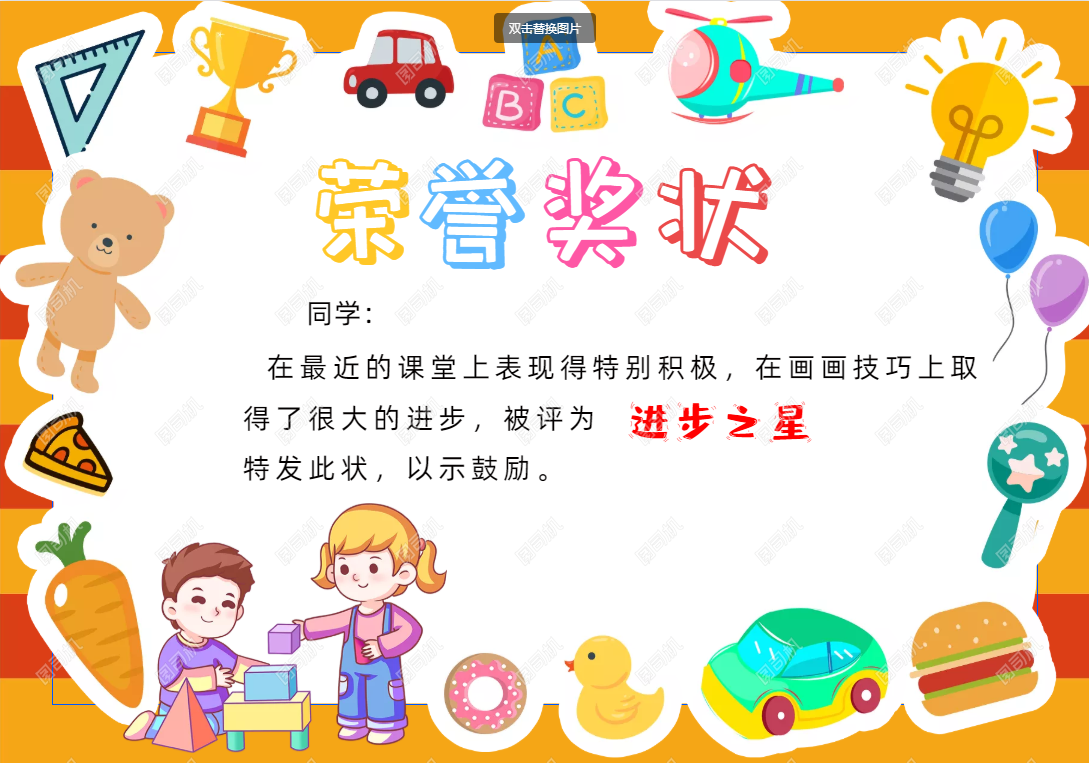 双击替换图片
A
B C
荣誉奖状
同学：
在最近的课堂上表现得特别积极，在画画技巧上取
得了很大的进步，被评为 进步之星
特发此状，以示鼓励。